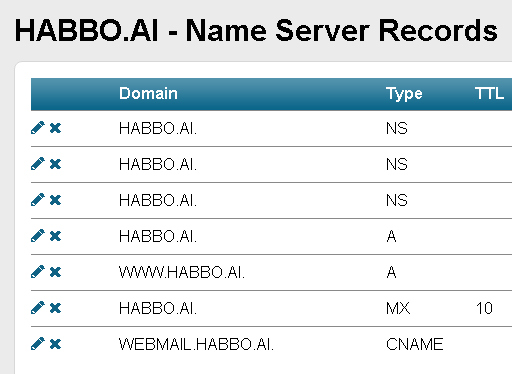 HABBO.AI - Name Server Records
Domain Type TTL
HABBO.AI. NS
HABBO.AI. NS
HABBO.AI. NS
HABBO.AI. A
WWW.HABBO.AI. A
HABBO.AI. MX 10
WEBMAIL.HABBO.AI. CNAME